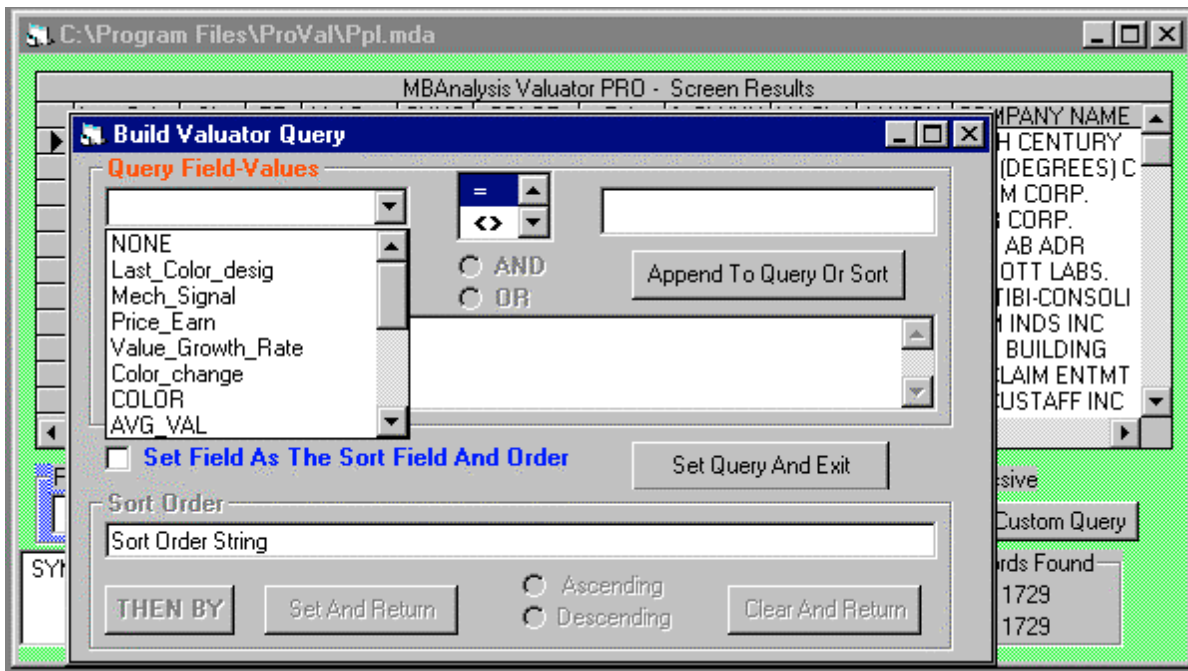 C:\Program Files\ProVal\Ppl.mda
MBAnalysis Valuator PRO - Screen Results
MPANY NAME
Build Valuator Query
H CENTURY
(DEGREES) C
Query Field-Values
M CORP.
=
<>
CORP.
NONE
AB ADR
Last_Color_desig
AND
Append To Query Or Sort
OTT LABS.
Mech_Signal
OR
TIBI-CONSOLI
Price_Earn
INDS INC
Value_Growth_Rate
BUILDING
Color_change
CLAIM ENTMT
COLOR
CUSTAFF INC
AVG_VAL
Set Field As The Sort Field And Order
Set Query And Exit
F
ssive
Sort Order
Custom Query
Sort Order String
SYM
rds Found
Ascending
1729
THEN BY
Set And Return
Clear And Return
Descending
1729